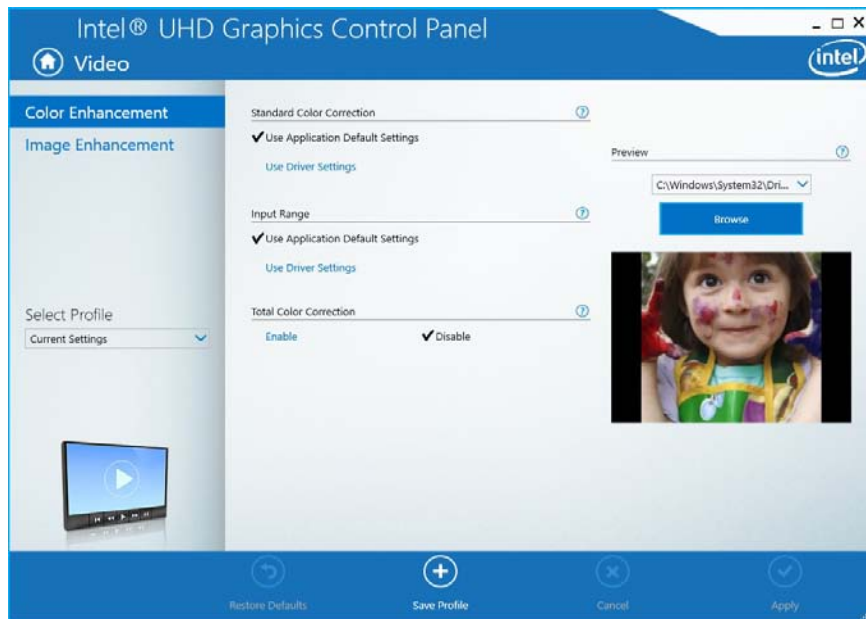 Intel® UHD Graphics Control Panel
Video
intel
Color Enhancement
Image Enhancement
Select Profile
Current Settings
Standard Color Correction
Use Application Default Settings
Use Driver Settings
Input Range
Use Application Default Settings
Use Driver Settings
Total Color Correction
Enable
Disable
Preview
C:\Windows\System32\Dri...
Browse
Restore Defaults
Save Profile
Cancel
Apply